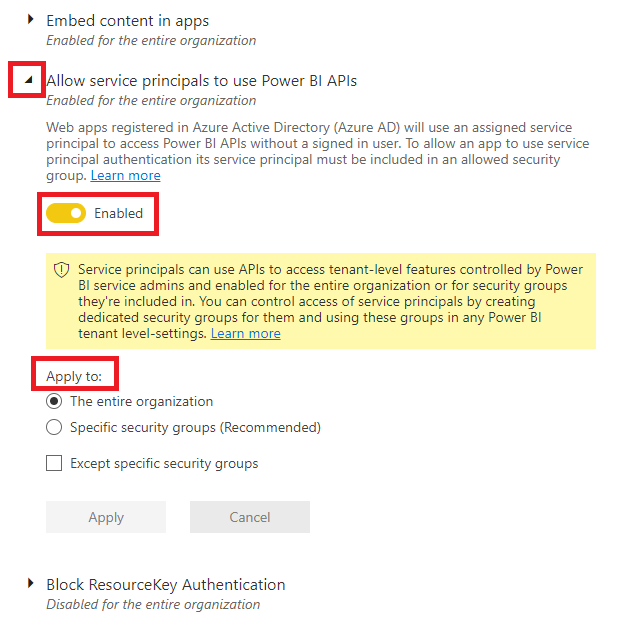 Embed content in apps
Enabled for the entire organization
Allow service principals to use Power BI APIs
Enabled for the entire organization
Web apps registered in Azure Active Directory (Azure AD) will use an assigned service
principal to access Power BI APIs without a signed in user. To allow an app to use service
principal authentication its service principal must be included in an allowed security
group. Learn more
Enabled
Service principals can use APIs to access tenant-level features controlled by Power
BI service admins and enabled for the entire organization or for security groups
they're included in. You can control access of service principals by creating
dedicated security groups for them and using these groups in any Power BI
tenant level-settings. Learn more
Apply to:
The entire organization
Specific security groups (Recommended)
Except specific security groups
Apply
Cancel
Block ResourceKey Authentication
Disabled for the entire organization